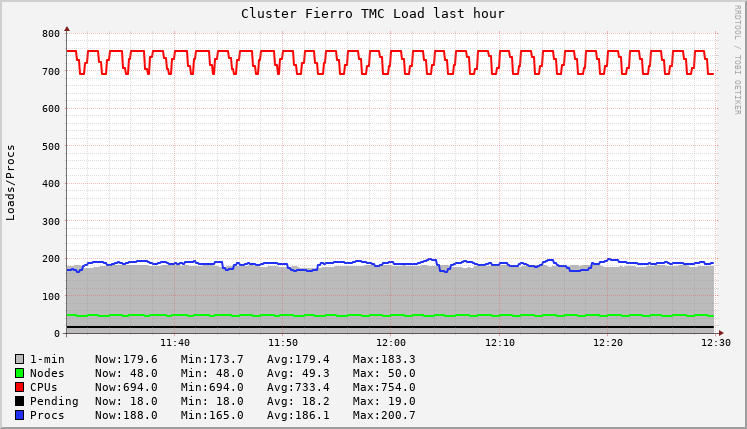 Cluster Fierro TMC Load last hour
RRDTOOL / TOBI OETIKER
Loads/Procs
800
700
600
500
400
300
200
100
0
11:40 11:50 12:00 12:10 12:20 12:30
1-min Now:179.6 Min:173.7 Avg:179.4 Max:183.3
Nodes Now: 48.0 Min: 48.0 Avg: 49.3 Max: 50.0
CPUs Now:694.0 Min:694.0 Avg:733.4 Max:754.0
Pending Now: 18.0 Min: 18.0 Avg: 18.2 Max: 19.0
Procs Now:188.0 Min:165.0 Avg:186.1 Max:200.7